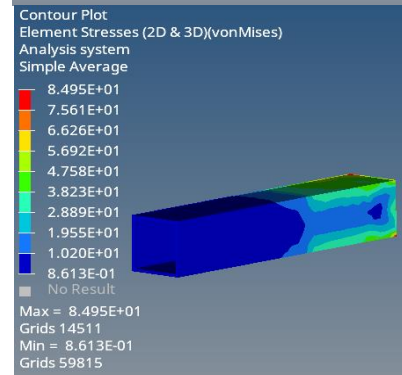 Contour Plot
Element Stresses (2D & 3D)(vonMises)
Analysis system
Simple Average
8.495E+01
7.561E+01
6.626E+01
5.692E+01
4.758E+01
3.823E+01
2.889E+01
1.955E+01
1.020E+01
8.613E-01
No Result
Max = 8.495E+01
Grids 14511
Min = 8.613E-01
Grids 59815